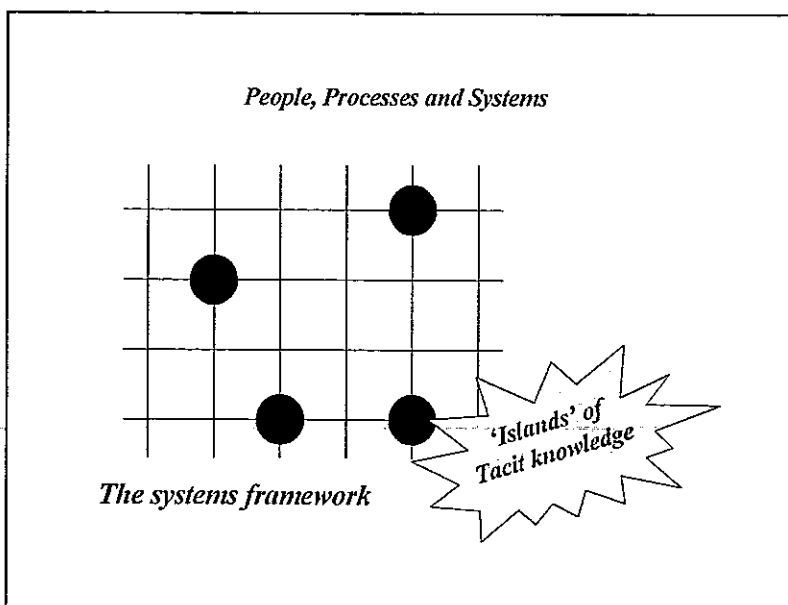 People, Processes and Systems
'Islands' of
Tacit knowledge
The systems framework